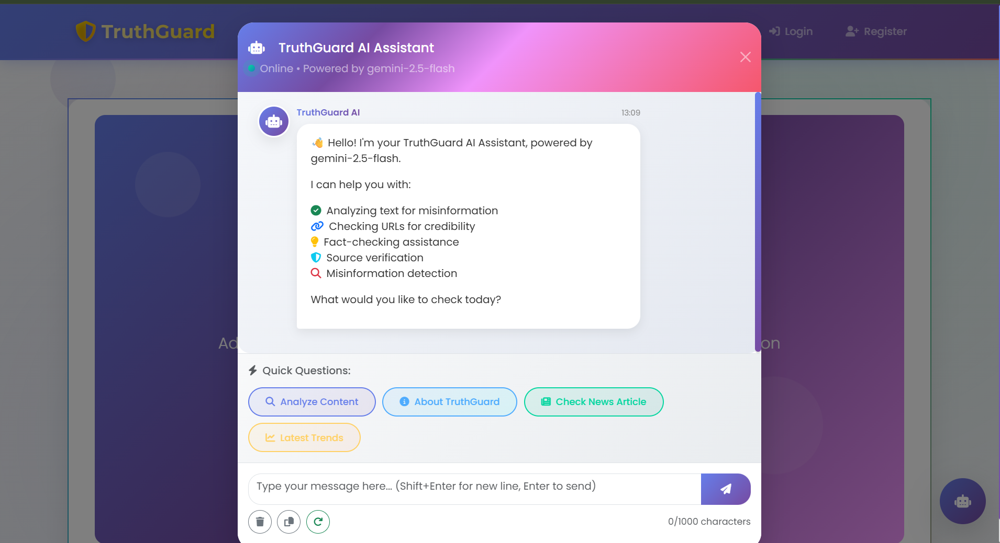 TruthGuard
Login
Register
TruthGuard AI Assistant
Online • Powered by gemini-2.5-flash
TruthGuard AI
13:09
👋 Hello! I'm your TruthGuard AI Assistant, powered by
gemini-2.5-flash.
I can help you with:
Analyzing text for misinformation
Checking URLs for credibility
Fact-checking assistance
Source verification
Misinformation detection
What would you like to check today?
Ad
on
Quick Questions:
Analyze Content
About TruthGuard
Check News Article
Latest Trends
Type your message here... (Shift+Enter for new line, Enter to send)
0/1000 characters